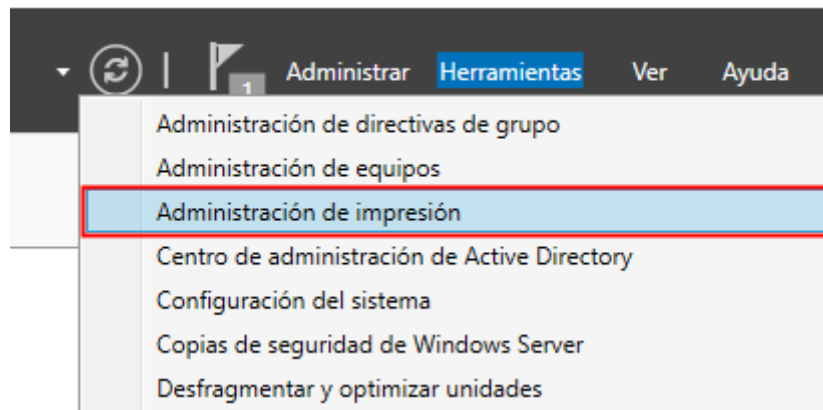 1 Administrar Herramientas Ver Ayuda
Administración de directivas de grupo
Administración de equipos
Administración de impresión
Centro de administración de Active Directory
Configuración del sistema
Copias de seguridad de Windows Server
Desfragmentar y optimizar unidades